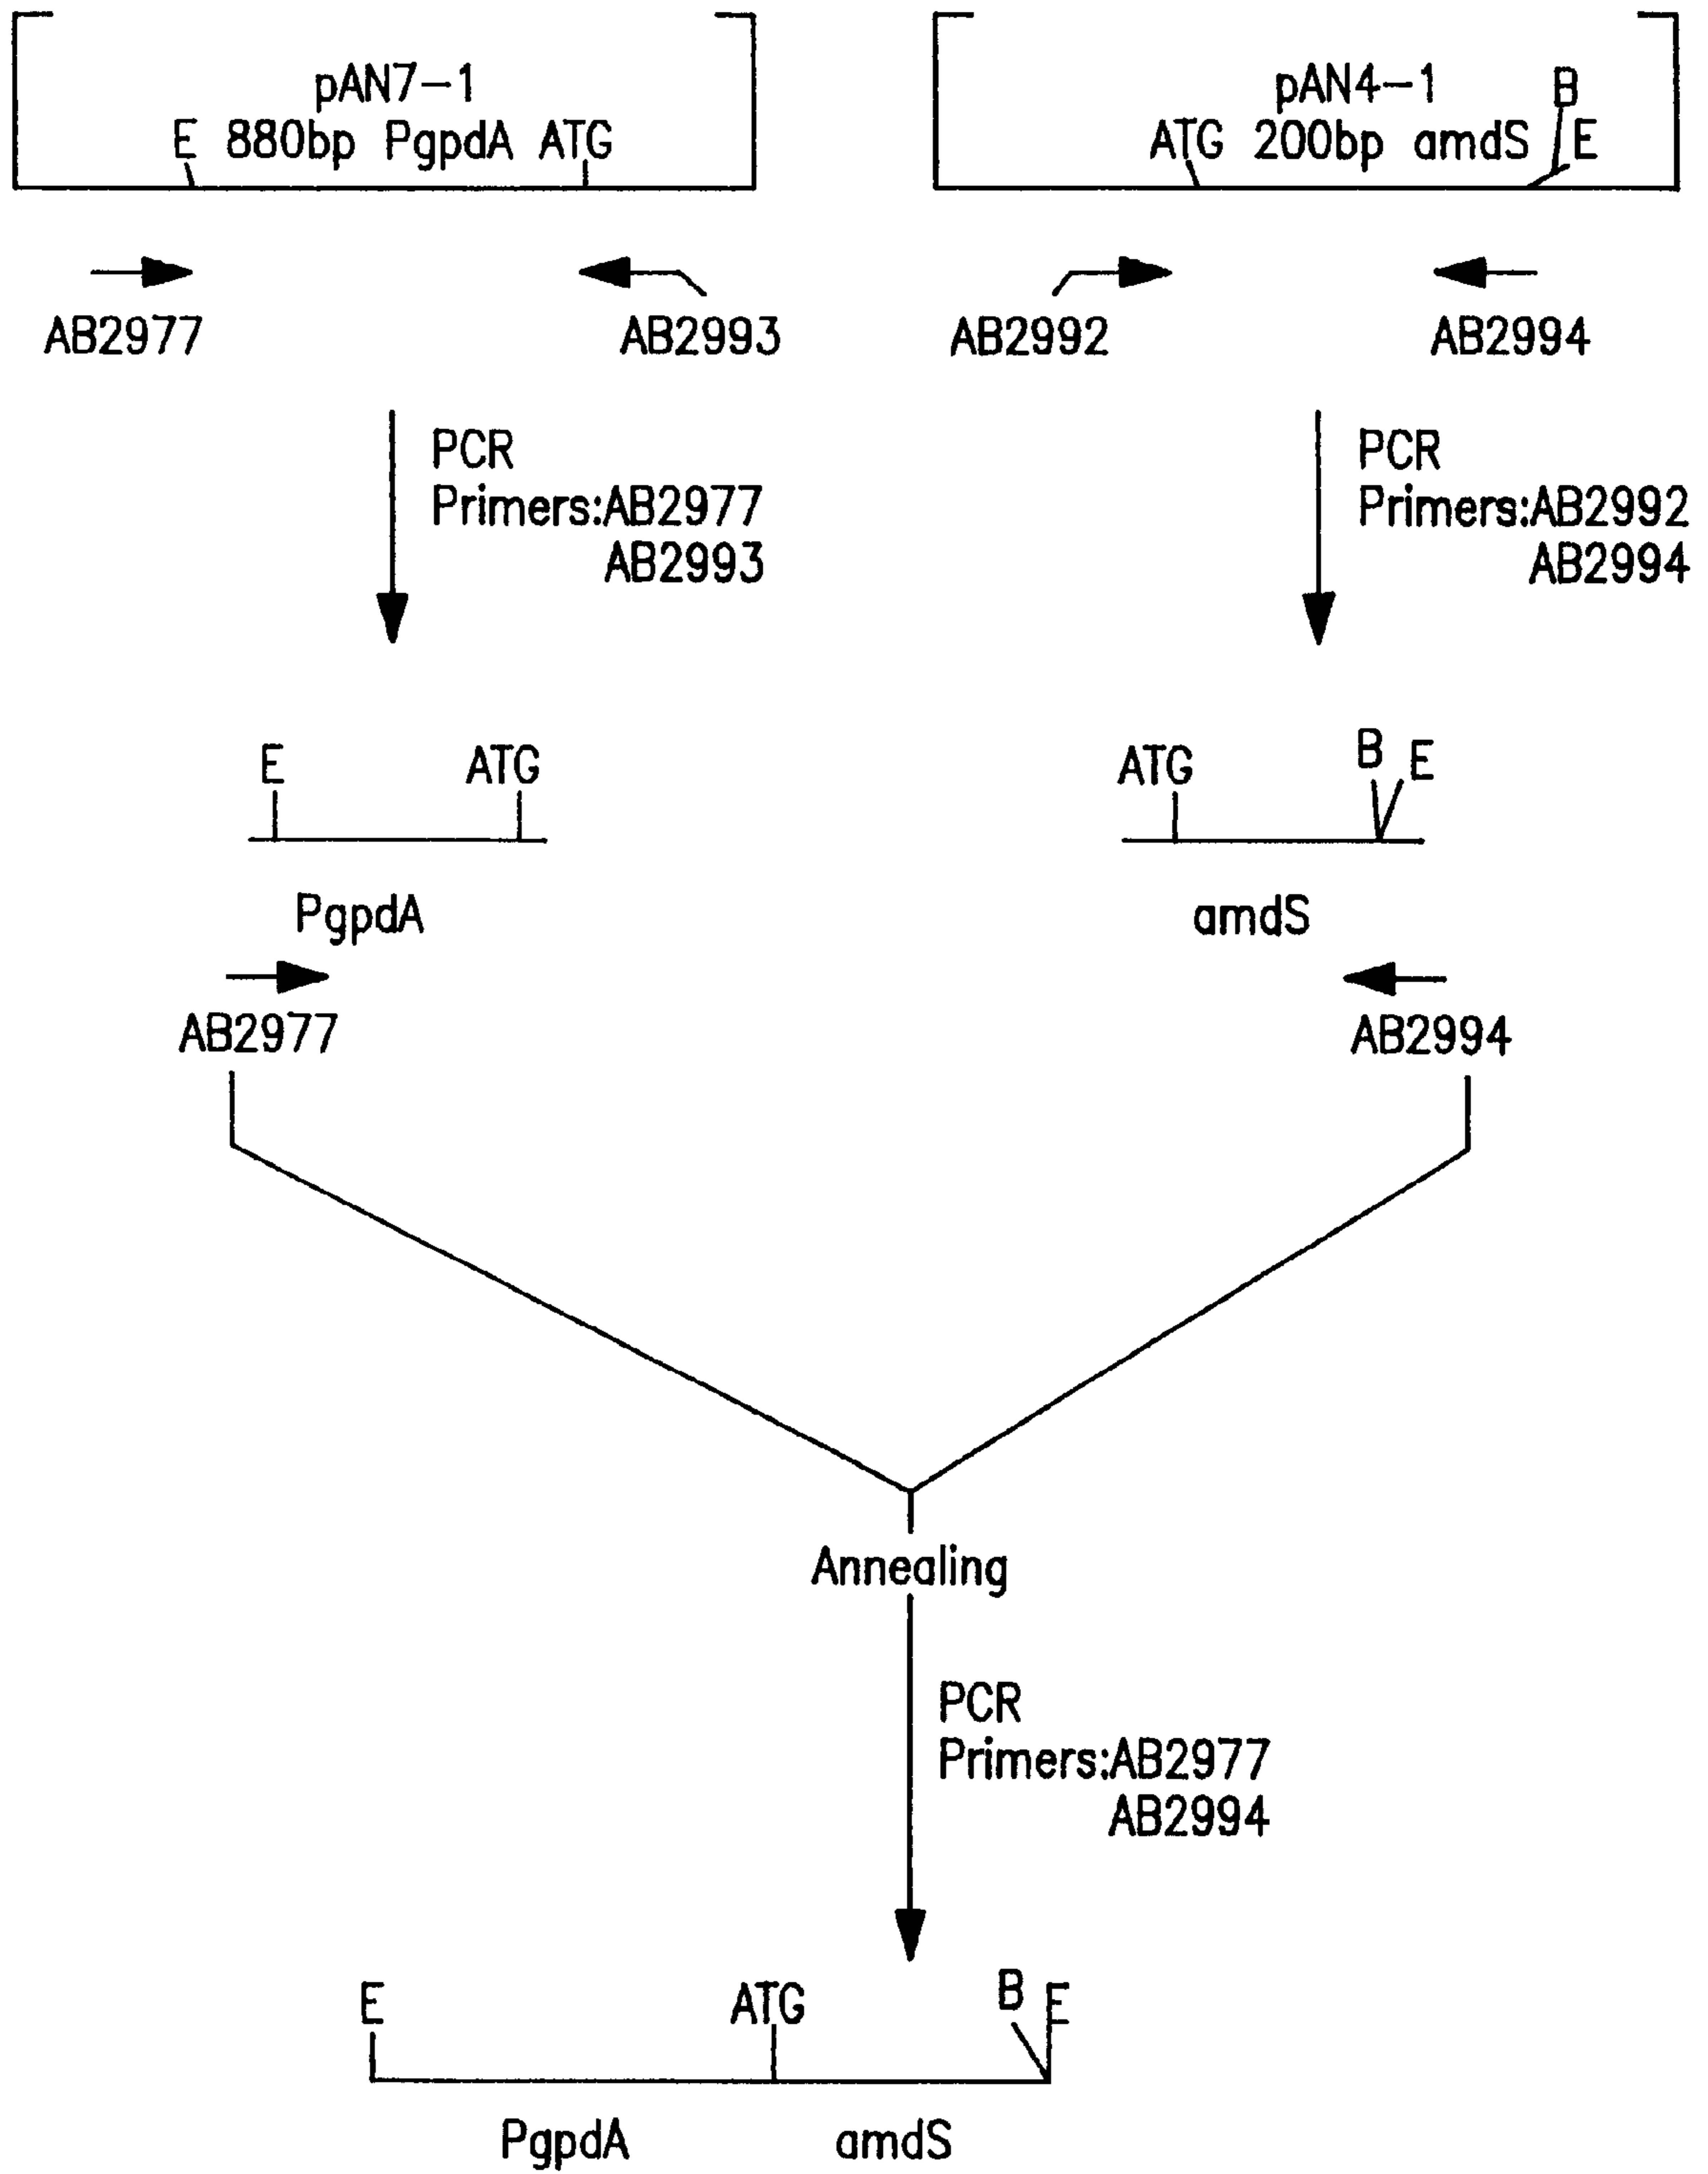 pAN7-1
E 880bp PgpdA ATG
pAN4-1
B
ATG 200bp amdS E
AB2977
AB2993
AB2992
AB2994
PCR
Primers:AB2977
AB2993
PCR
Primers:AB2992
AB2994
E ATG
PgpdA
AB2977
ATG B E
amdS
AB2994
Annealing
PCR
Primers:AB2977
AB2994
E ATG B E
PgpdA amdS